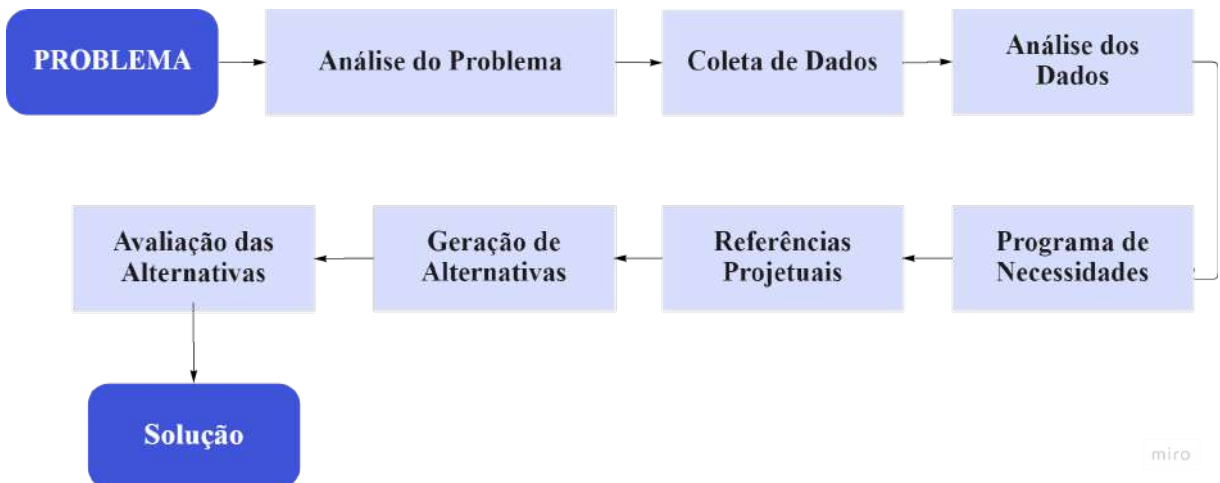 PROBLEMA
Análise do Problema
Coleta de Dados
Análise dos
Dados
Programa de
Necessidades
Referências
Projetuais
Geração de
Alternativas
Avaliação das
Alternativas
Solução
miro